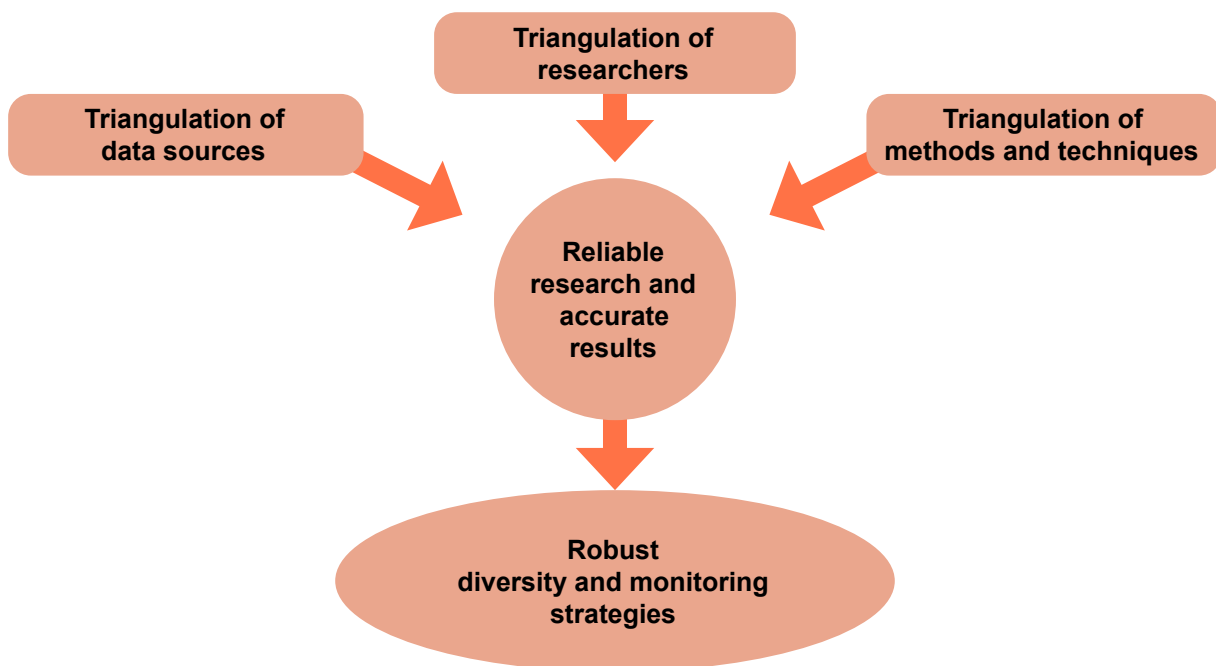 Triangulation of
researchers
Triangulation of
data sources
Triangulation of
methods and techniques
Reliable
research and
accurate
results
Robust
diversity and monitoring
strategies